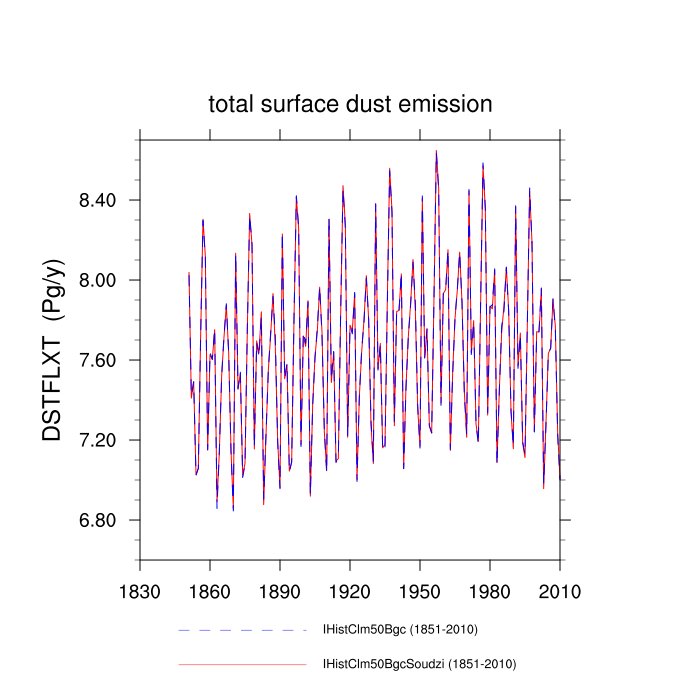 total surface dust emission
DSTFLXT (Pg/y)
8.40
8.00
7.60
7.20
6.80
1830 1860 1890 1920 1950 1980 2010
IHistClm50Bgc (1851-2010)
IHistClm50BgcSoudzi (1851-2010)